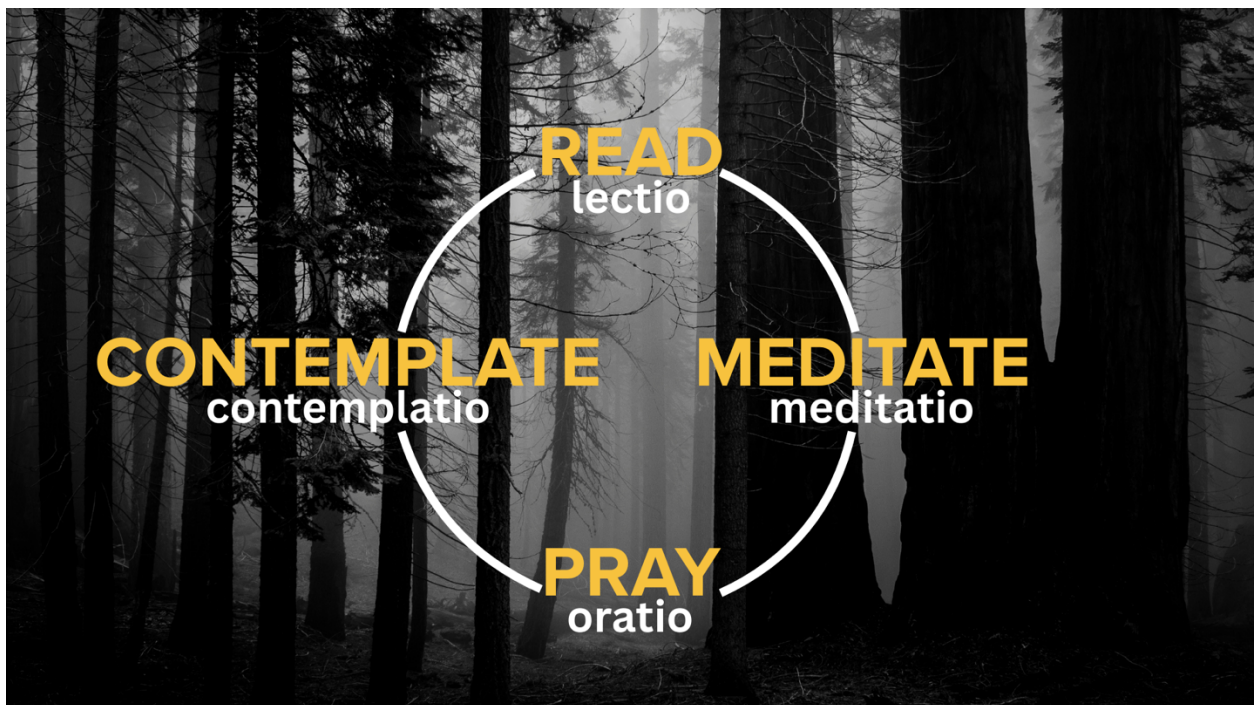 READ
lectio
CONTEMPLATE
contemplatio
MEDITATE
meditatio
PRAY
oratio